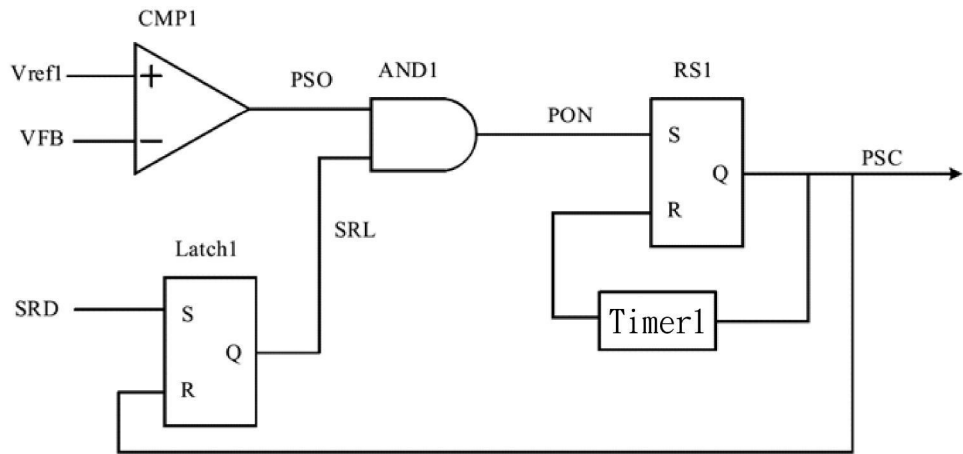 CMP1
Vref1
+
PSO
AND1
RS1
VFB
−
PON
S
PSC
Q
R
SRL
Latch1
SRD
S
Q
Timer1
R